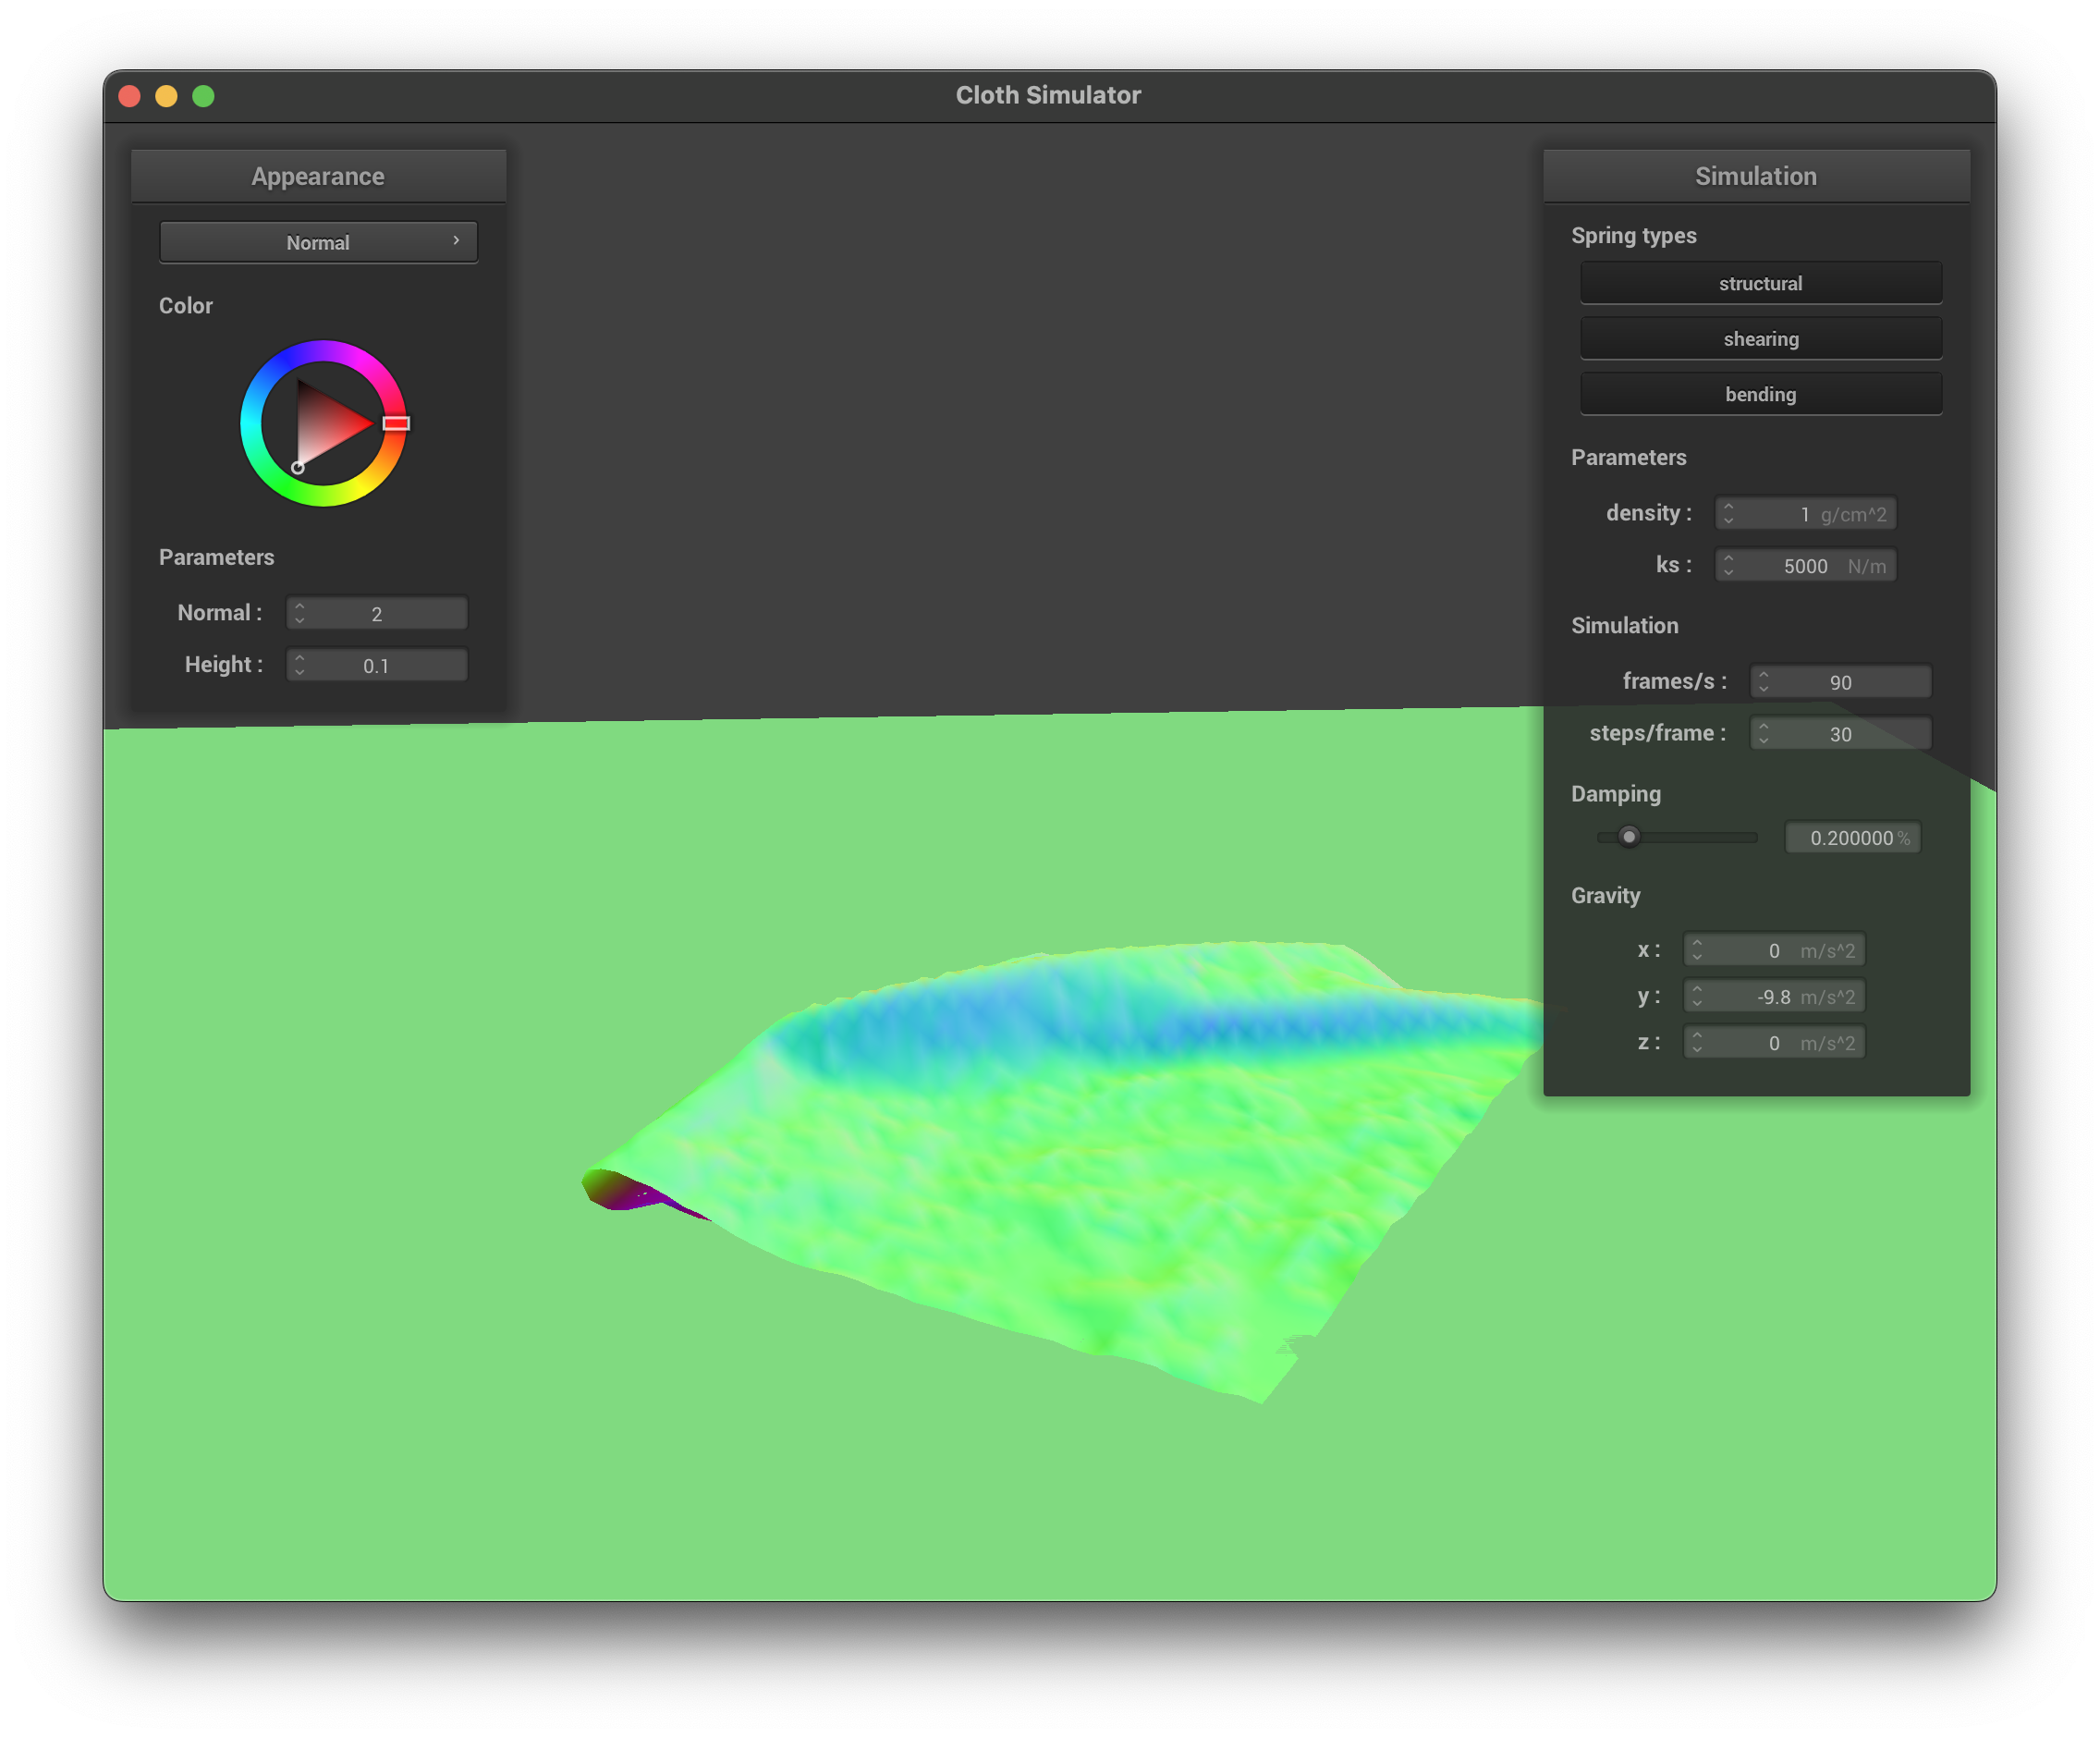 Cloth Simulator
Appearance
Normal
Color
Parameters
Normal : 2
Height : 0.1
Simulation
Spring types
structural
shearing
bending
Parameters
density : 1 g/cm^2
ks : 5000 N/m
Simulation
frames/s : 90
steps/frame : 30
Damping
0.200000 %
Gravity
x : 0 m/s^2
y : -9.8 m/s^2
z : 0 m/s^2